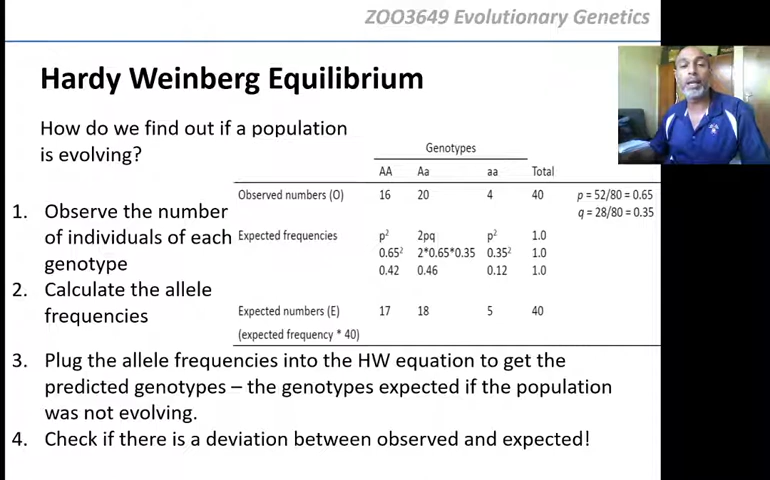 ZOO3649 Evolutionary Genetics
Hardy Weinberg Equilibrium
How do we find out if a population
is evolving?
Genotypes
AA Aa aa Total
Observed numbers (O) 16 20 4 40 p = 52/80 = 0.65
q = 28/80 = 0.35
Expected frequencies p² 2pq p² 1.0
0.65² 2*0.65*0.35 0.35² 1.0
0.42 0.46 0.12 1.0
Expected numbers (E) 17 18 5 40
(expected frequency * 40)
1. Observe the number
of individuals of each
genotype
2. Calculate the allele
frequencies
3. Plug the allele frequencies into the HW equation to get the
predicted genotypes – the genotypes expected if the population
was not evolving.
4. Check if there is a deviation between observed and expected!